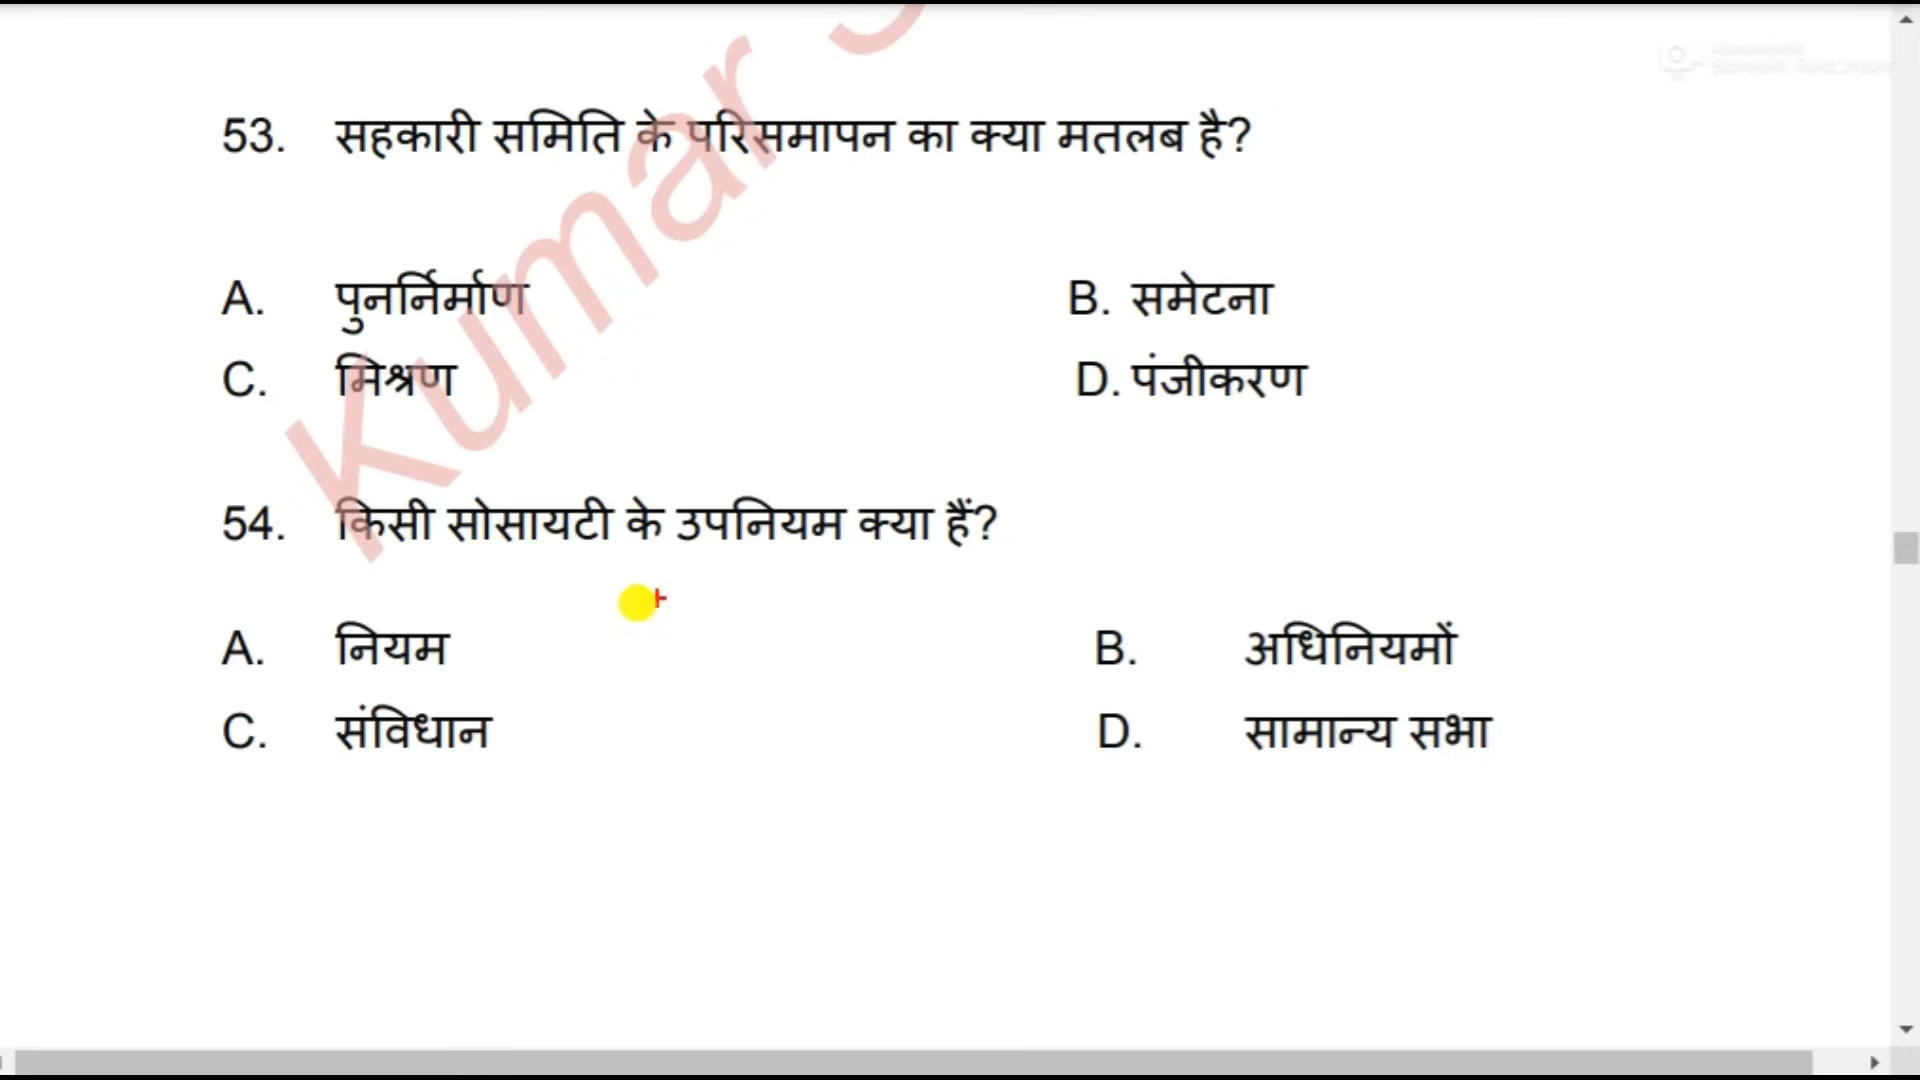 53. सहकारी समिति के परिसमापन का क्या मतलब है?
A. पुनर्निर्माण B. समेटना
C. मिश्रण D. पंजीकरण
54. किसी सोसायटी के उपनियम क्या हैं?
A. नियम B. अधिनियमों
C. संविधान D. सामान्य सभा
Kumar S